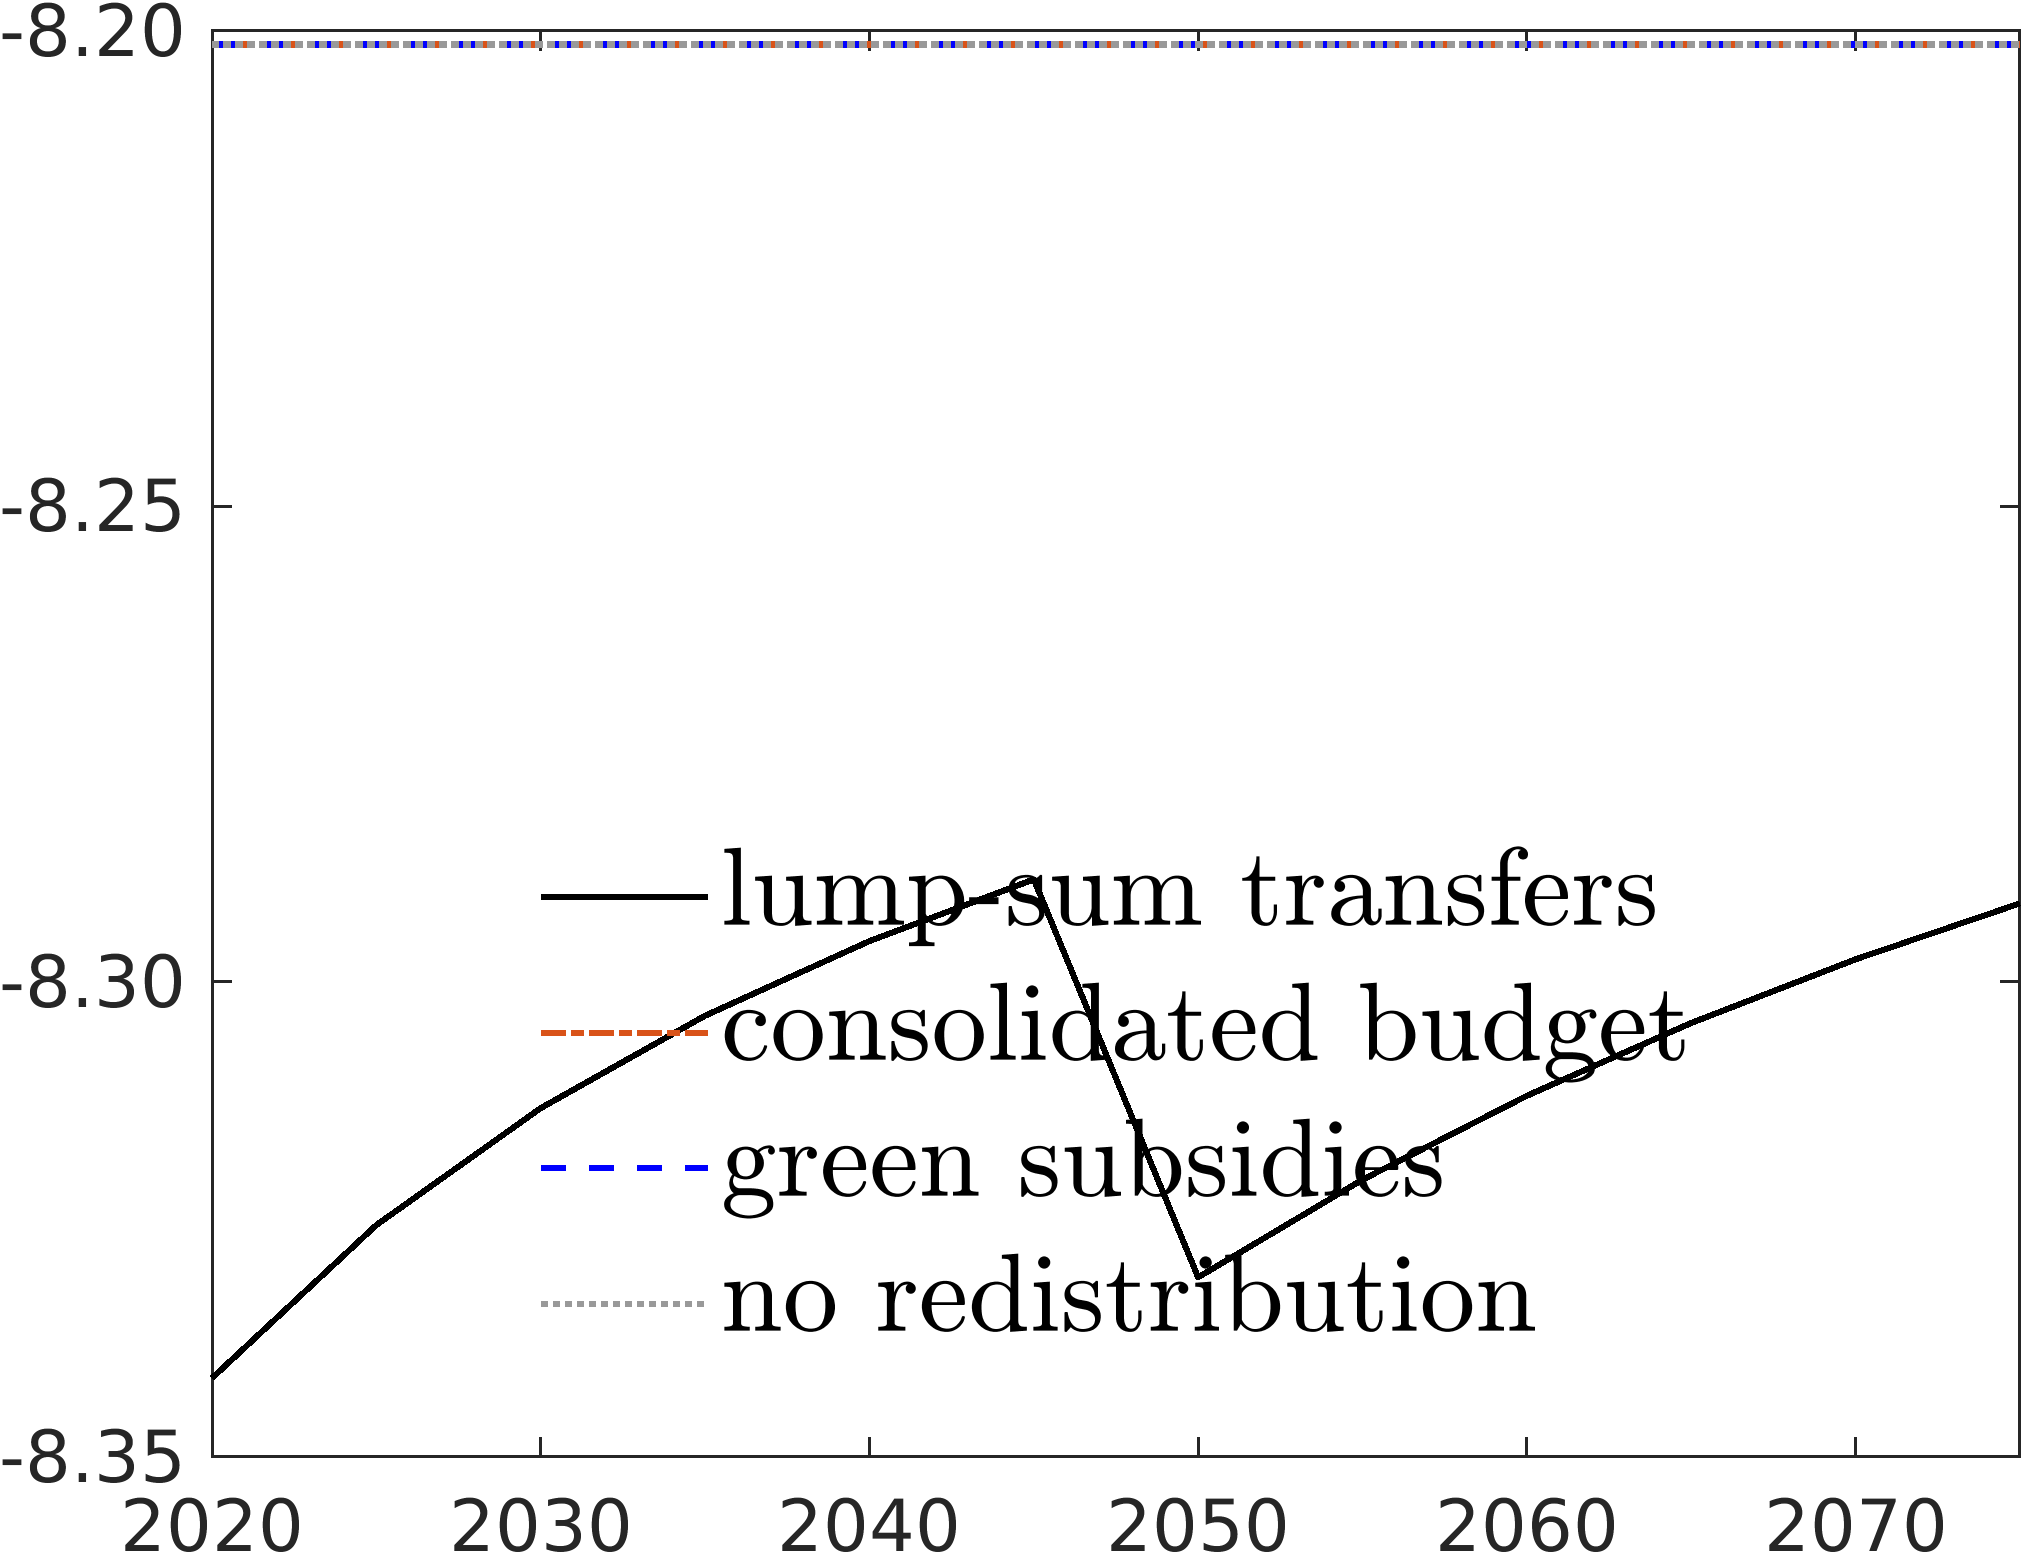 -8.20
-8.25
-8.30
-8.35
lump-sum transfers
consolidated budget
green subsidies
no redistribution
2020 2030 2040 2050 2060 2070